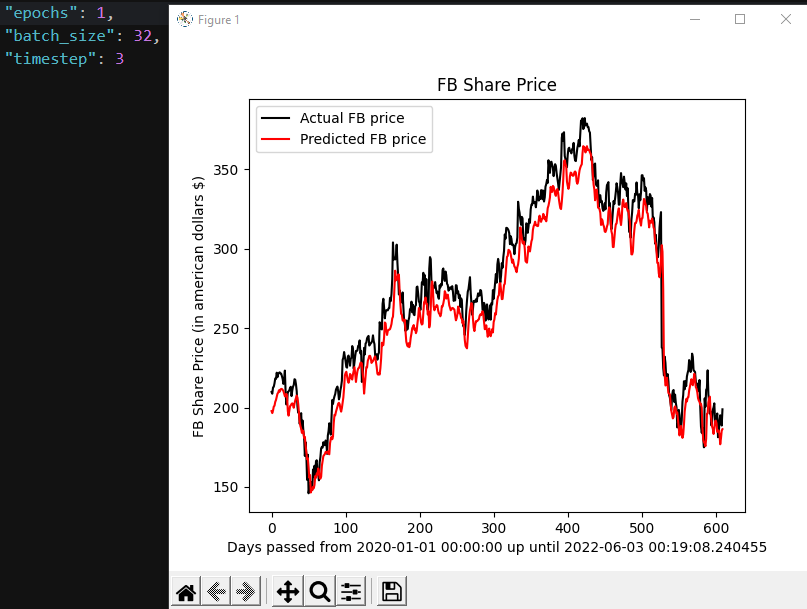 "epochs": 1,
"batch_size": 32,
"timestep": 3
Figure 1
FB Share Price
Actual FB price
Predicted FB price
FB Share Price (in american dollars $)
350
300
250
200
150
0 100 200 300 400 500 600
Days passed from 2020-01-01 00:00:00 up until 2022-06-03 00:19:08.240455